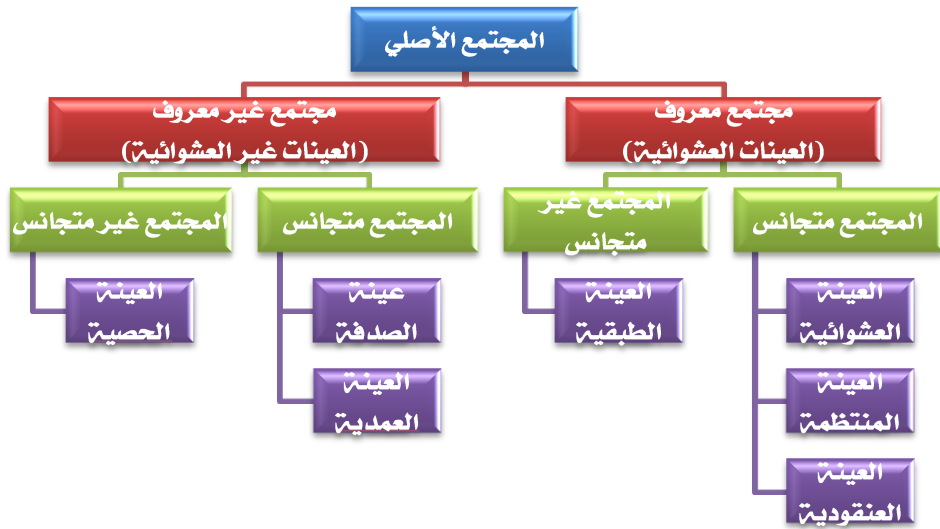 المجتمع الأصلي
مجتمع معروف
(العينات العشوائية)
مجتمع غير معروف
(العينات غير العشوائية)
المجتمع متجانس
المجتمع غير
متجانس
المجتمع متجانس
المجتمع غير متجانس
العينة
العشوائية
العينة
المنتظمة
العينة
العنقودية
العينة
الطبقية
عينة
الصدفة
العينة
العمدية
العينة
الحصية